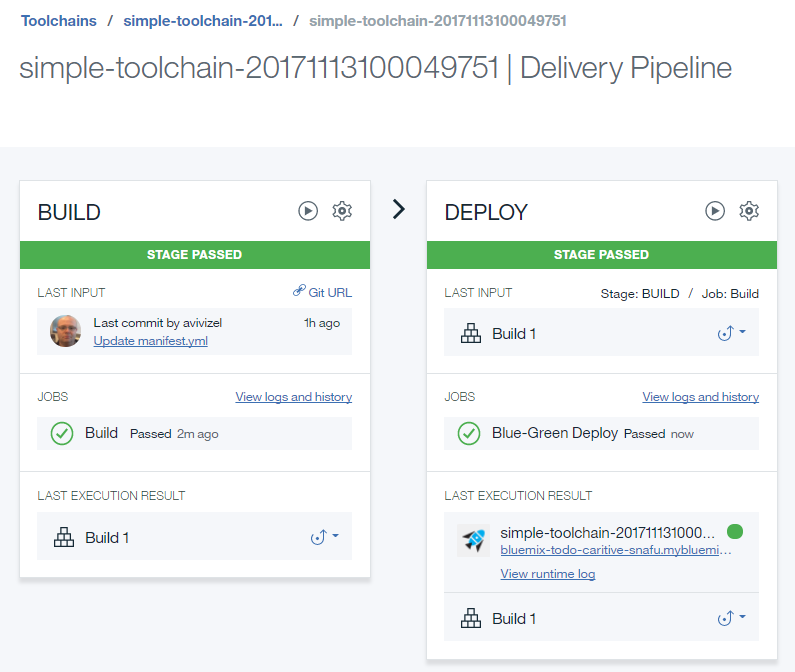 Toolchains / simple-toolchain-201... / simple-toolchain-20171113100049751
simple-toolchain-20171113100049751 | Delivery Pipeline
BUILD
STAGE PASSED
LAST INPUT Git URL
Last commit by avivizel 1h ago
Update manifest.yml
JOBS View logs and history
Build Passed 2m ago
LAST EXECUTION RESULT
Build 1
DEPLOY
STAGE PASSED
LAST INPUT Stage: BUILD / Job: Build
Build 1
JOBS View logs and history
Blue-Green Deploy Passed now
LAST EXECUTION RESULT
simple-toolchain-201711131000...
bluemix-todo-caritive-snafu.mybluemi...
View runtime log
Build 1